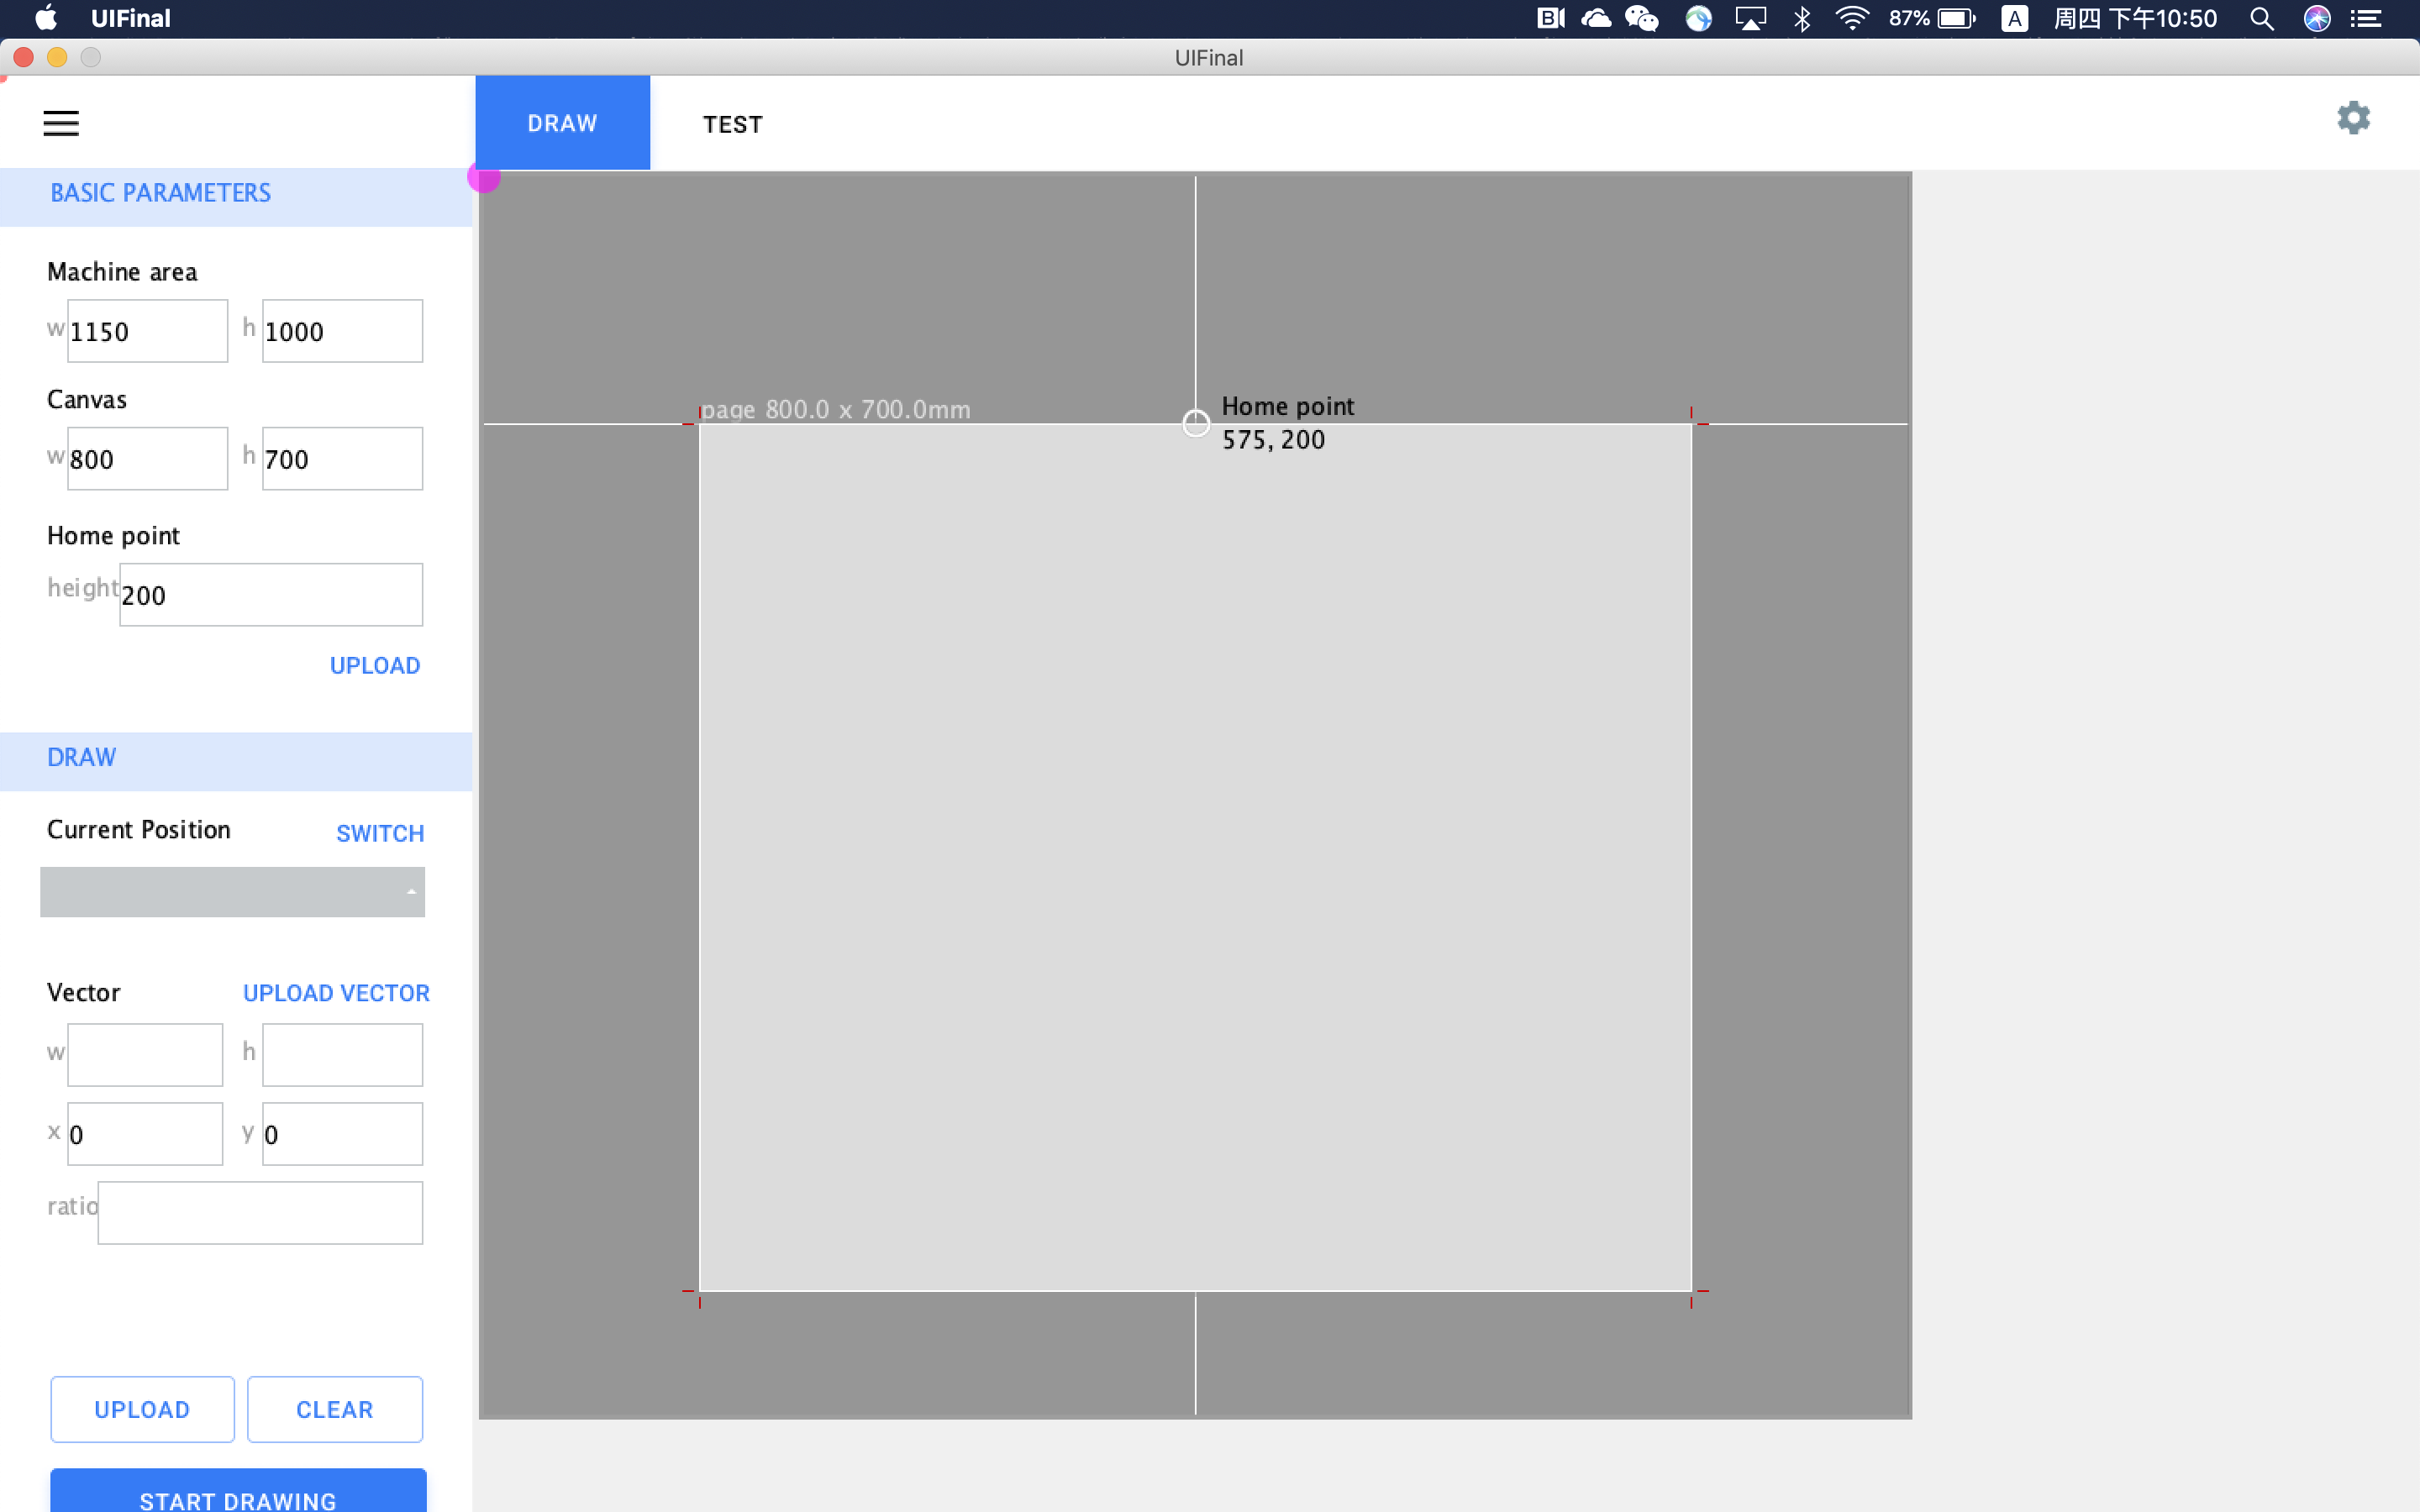 UIFinal
87%
A
周四 下午10:50
UIFinal
DRAW
TEST
BASIC PARAMETERS
Machine area
w 1150 h 1000
Canvas
w 800 h 700
Home point
height 200
UPLOAD
page 800.0 x 700.0mm
Home point
575, 200
DRAW
Current Position SWITCH
Vector UPLOAD VECTOR
w h
x 0 y 0
ratio
UPLOAD CLEAR
START DRAWING